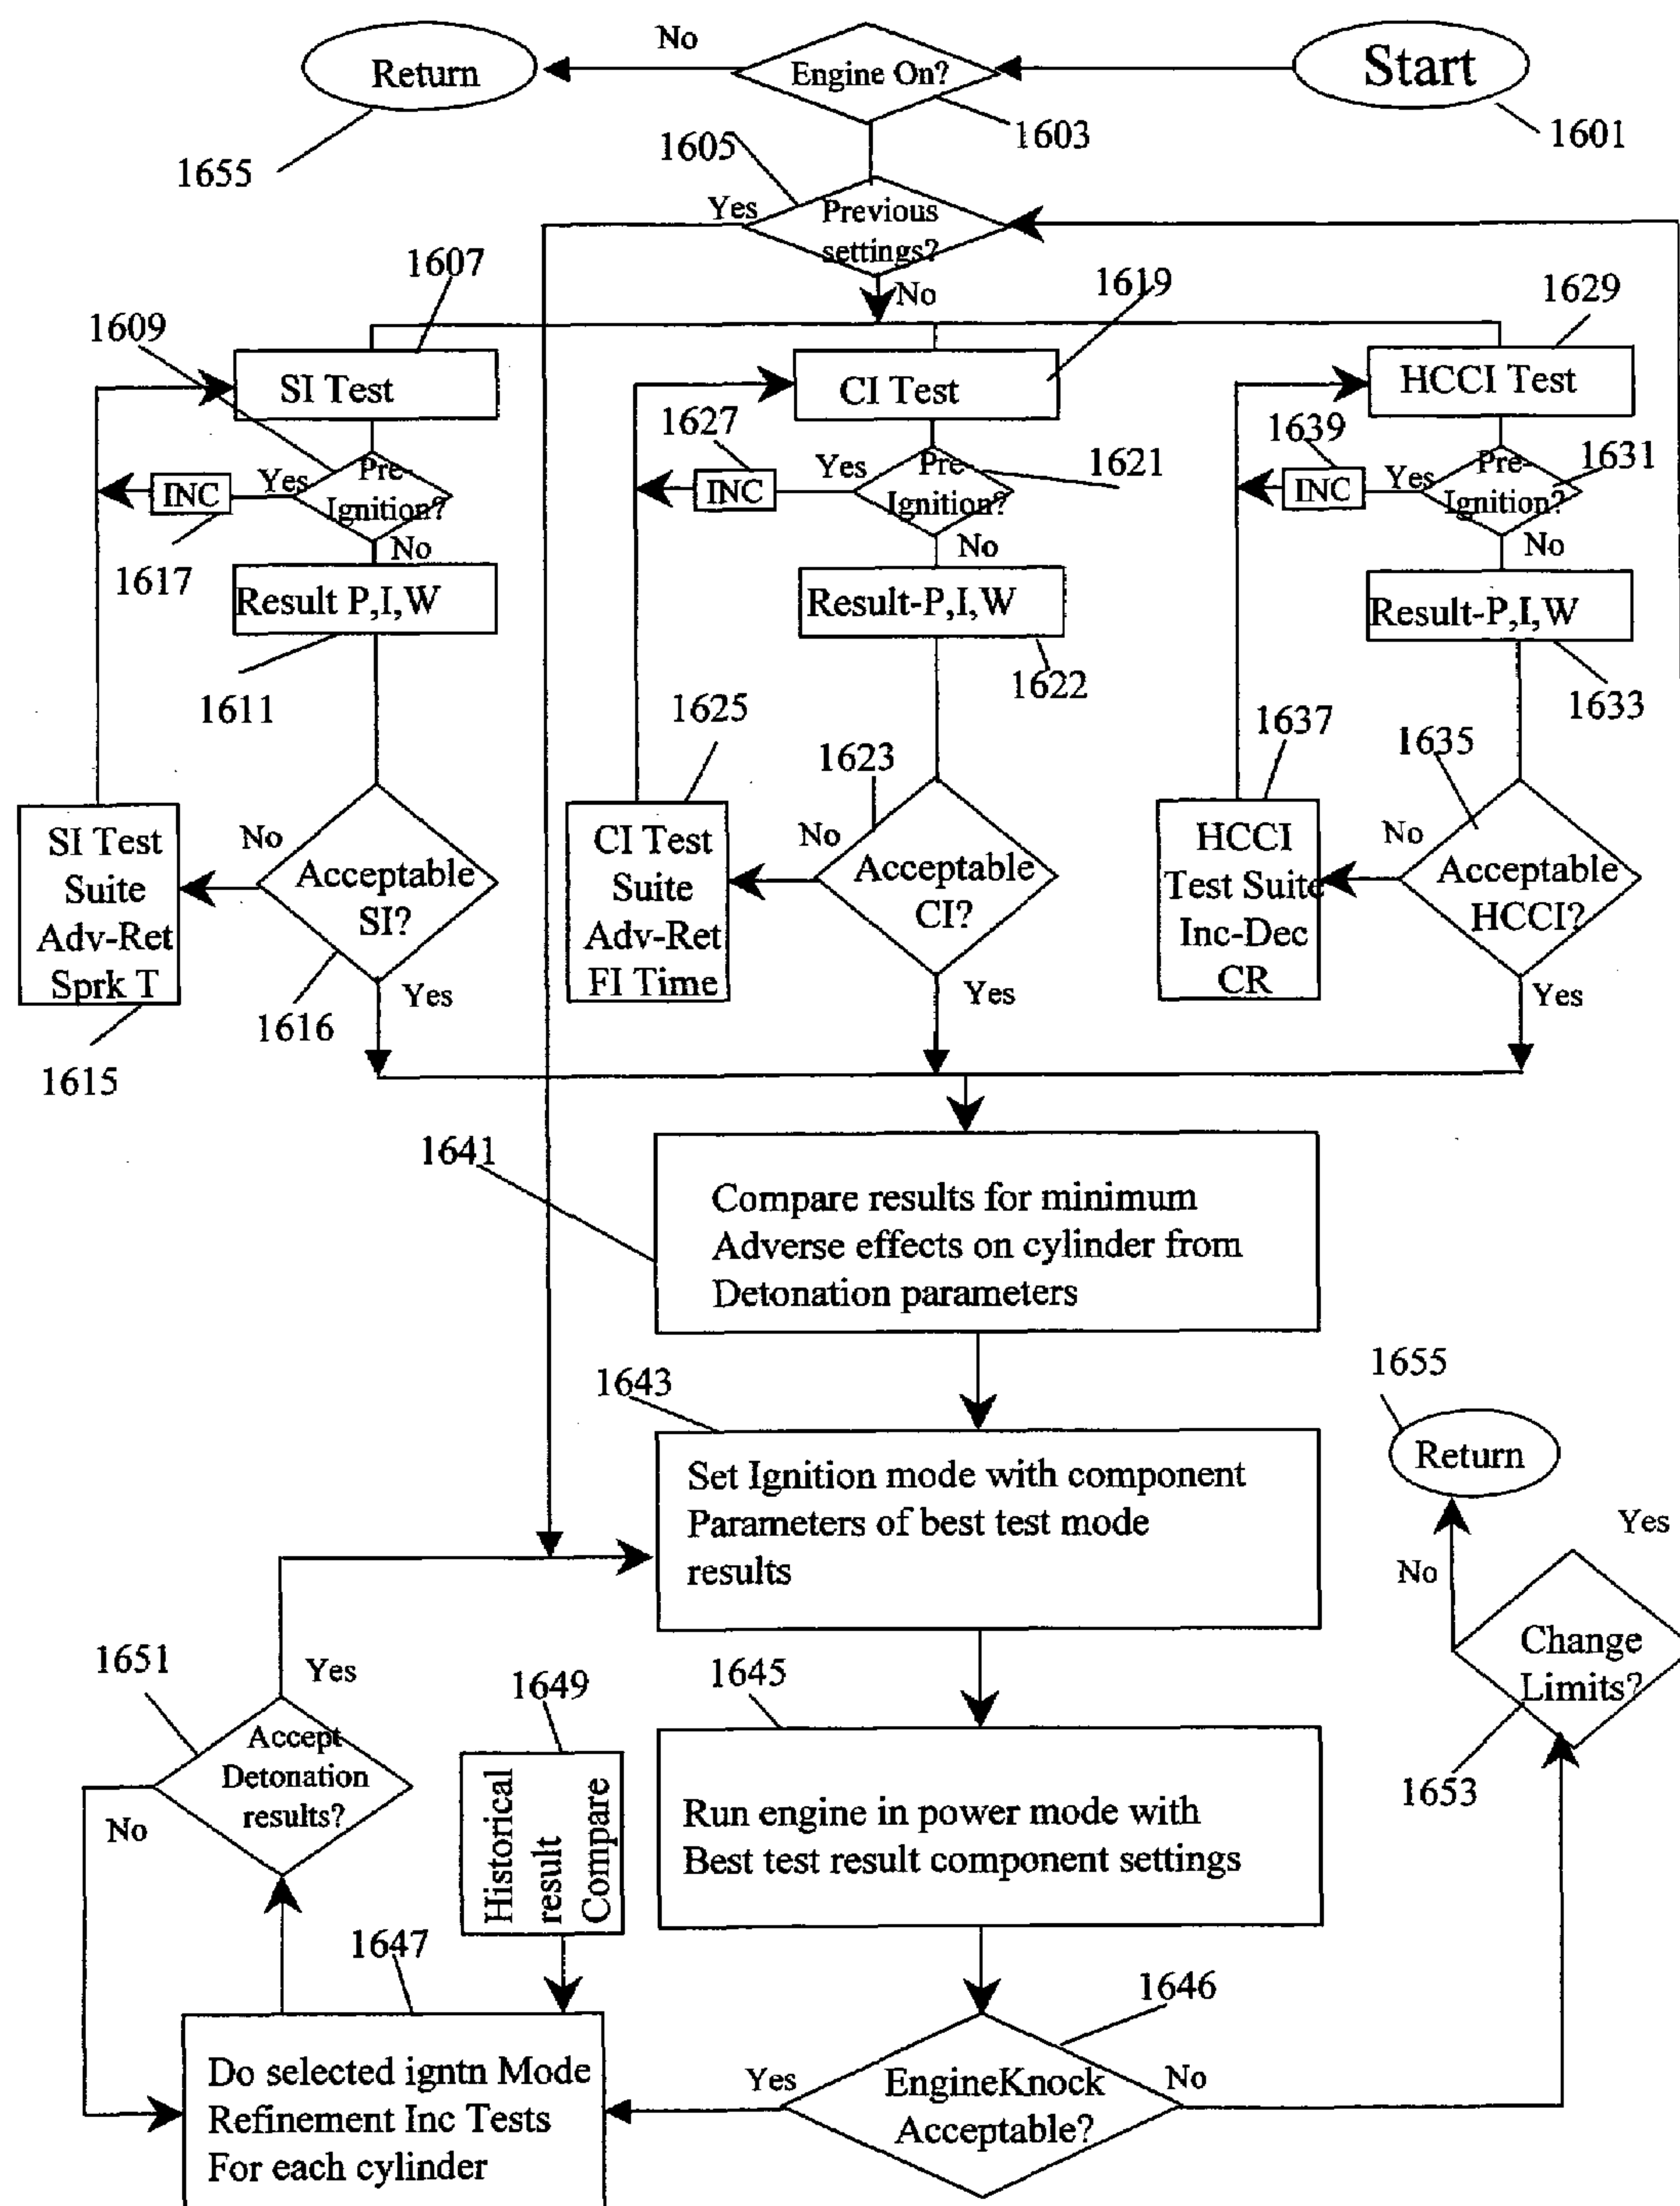 No
Return
Engine On?
Start
1655
1605
1603
1601
Yes
Previous
settings?
No
1607
1619
1629
1609
SI Test
CI Test
HCCI Test
1627
1639
INC
Yes
Pre-
Ignition?
INC
Yes
Pre-
Ignition?
1621
INC
Yes
Pre-
Ignition?
1631
No
No
No
1617
Result P,I,W
Result-P,I,W
Result-P,I,W
1611
1622
1633
1625
1623
1637
1635
SI Test
Suite
Adv-Ret
Sprk T
No
Acceptable
SI?
Yes
CI Test
Suite
Adv-Ret
FI Time
No
Acceptable
CI?
Yes
HCCI
Test Suite
Inc-Dec
CR
No
Acceptable
HCCI?
Yes
1615
1616
1641
Compare results for minimum
Adverse effects on cylinder from
Detonation parameters
1643
1655
Return
Set Ignition mode with component
Parameters of best test mode
results
No
Yes
Change
Limits?
1653
1651
Yes
Accept
Detonation
results?
No
1649
Historical
result
Compare
1645
Run engine in power mode with
Best test result component settings
1647
1646
Do selected igntn Mode
Refinement Inc Tests
For each cylinder
Yes
EngineKnock
Acceptable?
No